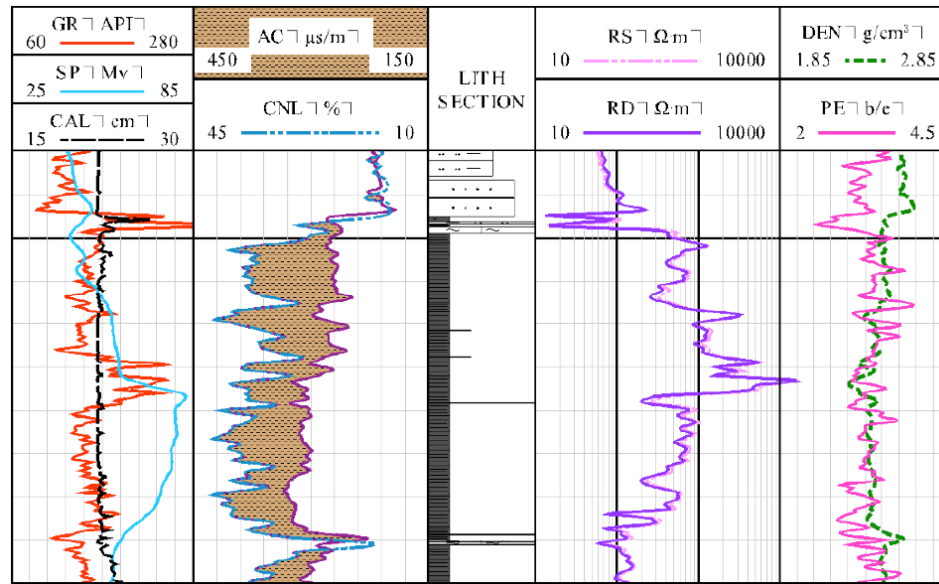 GR⌝ API⌝
60 280
SP⌝ Mv⌝
25 85
CAL⌝ cm⌝
15 30
AC⌝ μs/m⌝
450 150
CNL⌝ %⌝
45 10
LITH
SECTION
RS⌝ Ω·m⌝
10 10000
RD⌝ Ω·m⌝
10 10000
DEN⌝ g/cm³⌝
1.85 2.85
PE⌝ b/e⌝
2 4.5